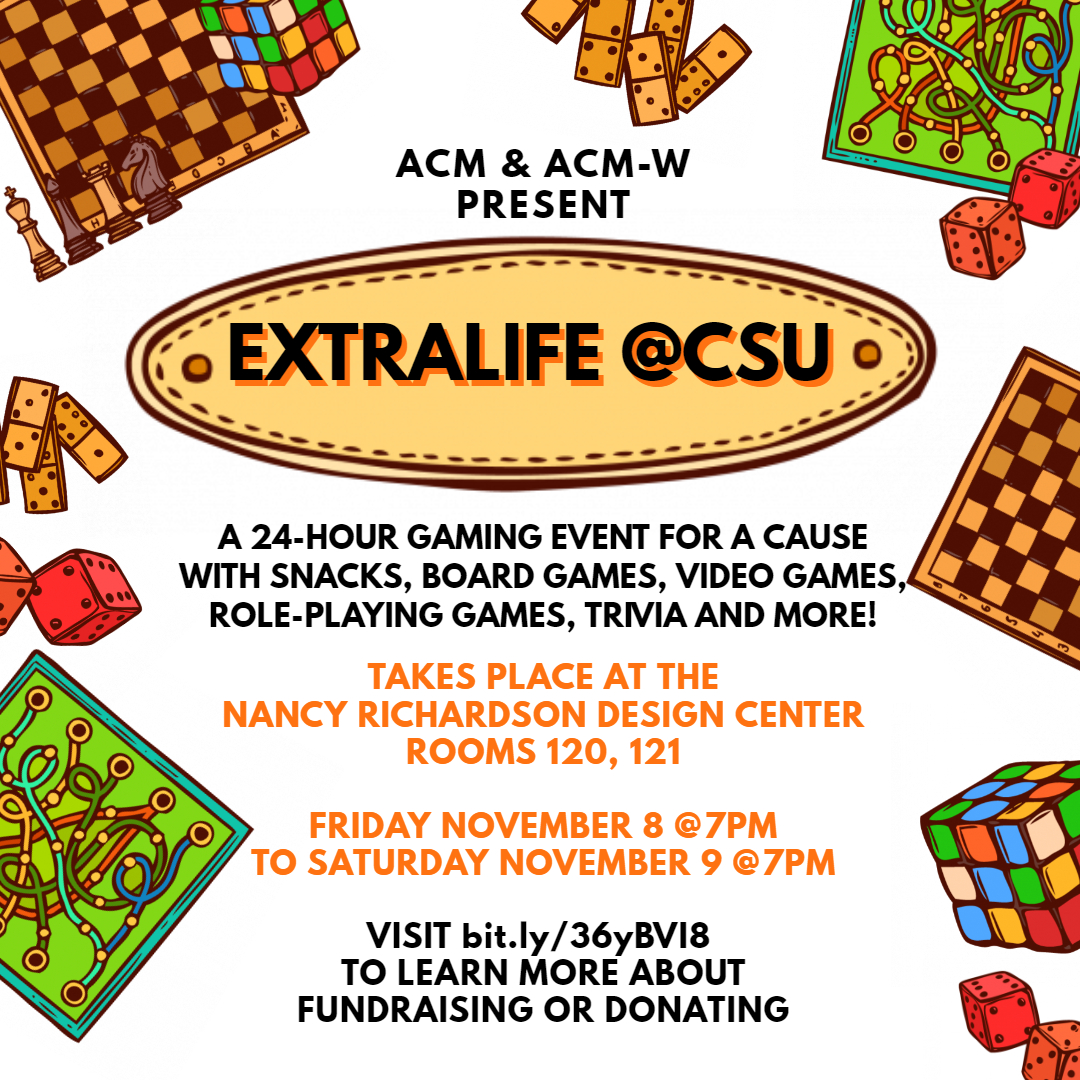 ACM & ACM-W
PRESENT
EXTRALIFE @CSU
A 24-HOUR GAMING EVENT FOR A CAUSE
WITH SNACKS, BOARD GAMES, VIDEO GAMES,
ROLE-PLAYING GAMES, TRIVIA AND MORE!
TAKES PLACE AT THE
NANCY RICHARDSON DESIGN CENTER
ROOMS 120, 121
FRIDAY NOVEMBER 8 @7PM
TO SATURDAY NOVEMBER 9 @7PM
VISIT bit.ly/36yBVI8
TO LEARN MORE ABOUT
FUNDRAISING OR DONATING